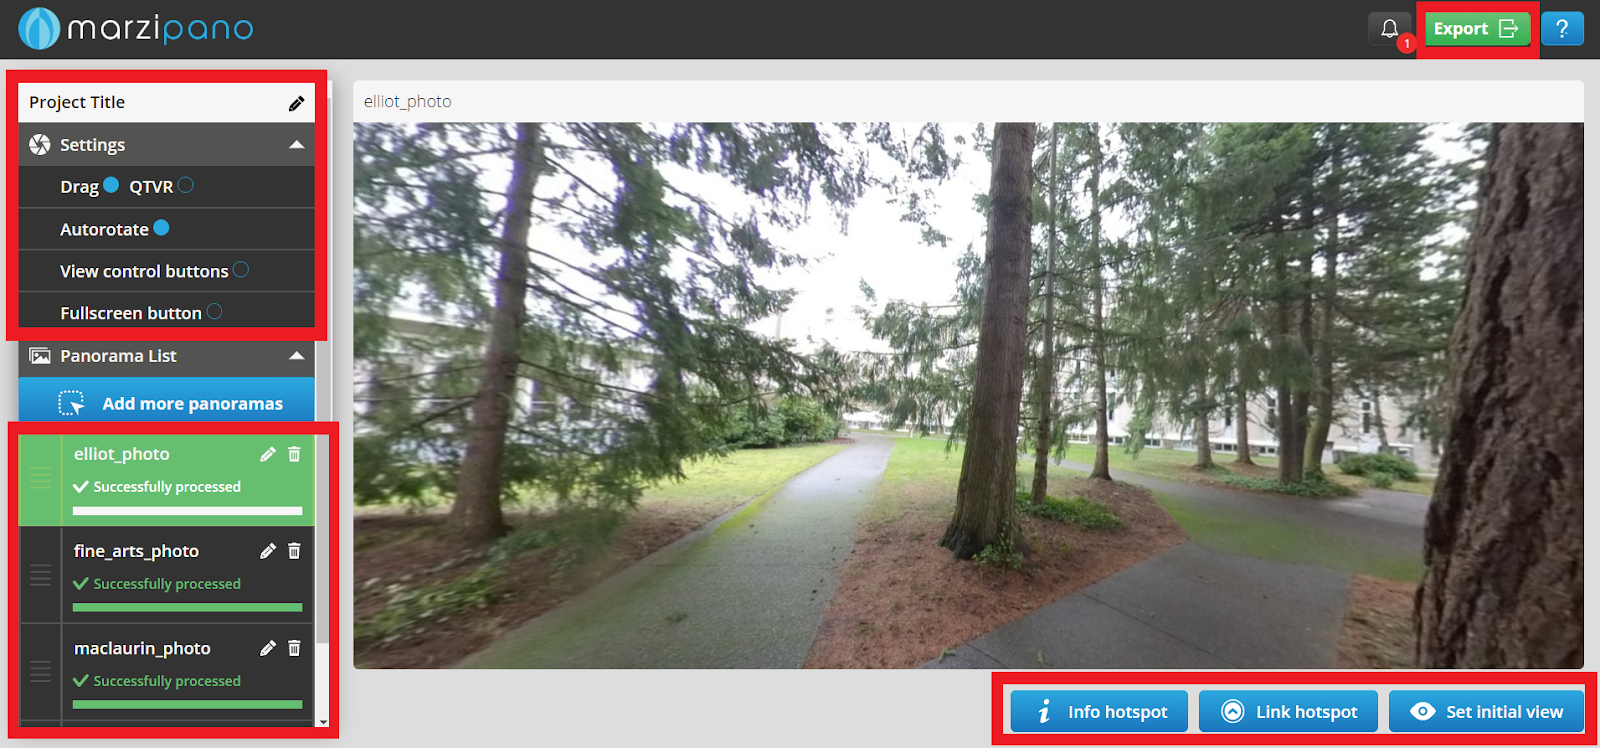 marzipano
1
Export
?
Project Title
Settings
Drag QTVR
Autorotate
View control buttons
Fullscreen button
Panorama List
Add more panoramas
elliot_photo
Successfully processed
fine_arts_photo
Successfully processed
maclaurin_photo
Successfully processed
elliot_photo
i Info hotspot
Link hotspot
Set initial view